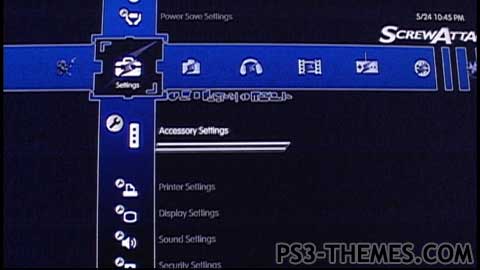 Power Save Settings
5/24 10:45 PM
SCREWATTA
Settings
Accessory Settings
Printer Settings
Display Settings
Sound Settings
Security Settings
PS3-THEMES.COM